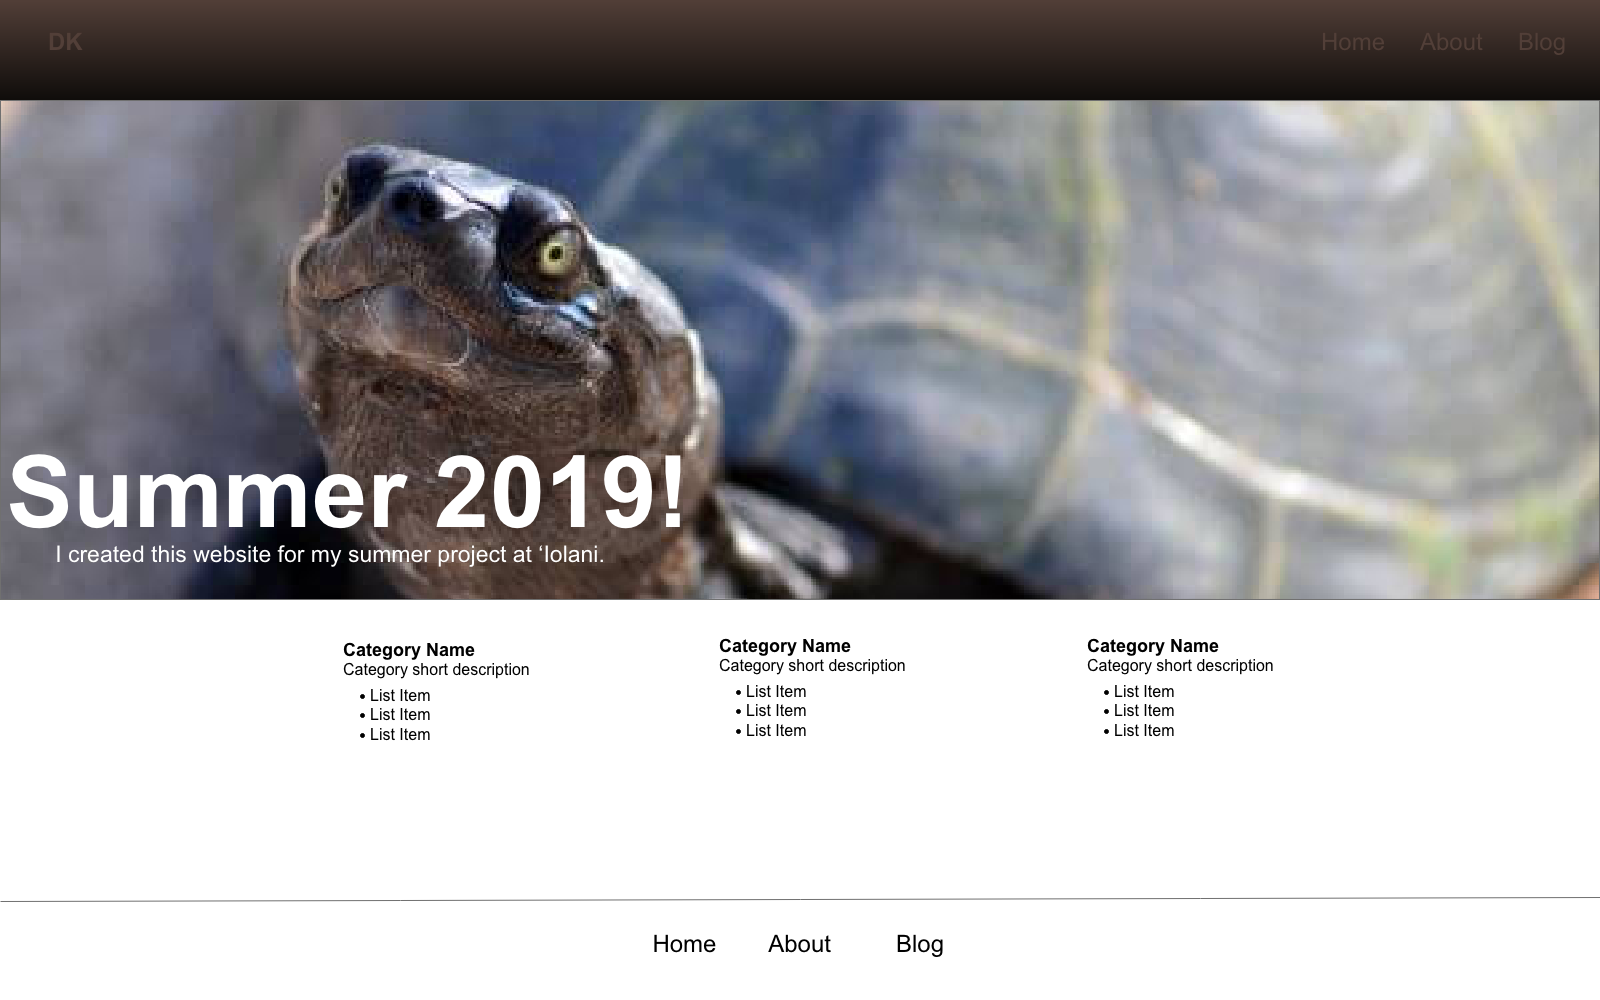 DK
Home About Blog
Summer 2019!
I created this website for my summer project at ‘Iolani.
Category Name
Category short description
• List Item
• List Item
• List Item
Category Name
Category short description
• List Item
• List Item
• List Item
Category Name
Category short description
• List Item
• List Item
• List Item
Home About Blog